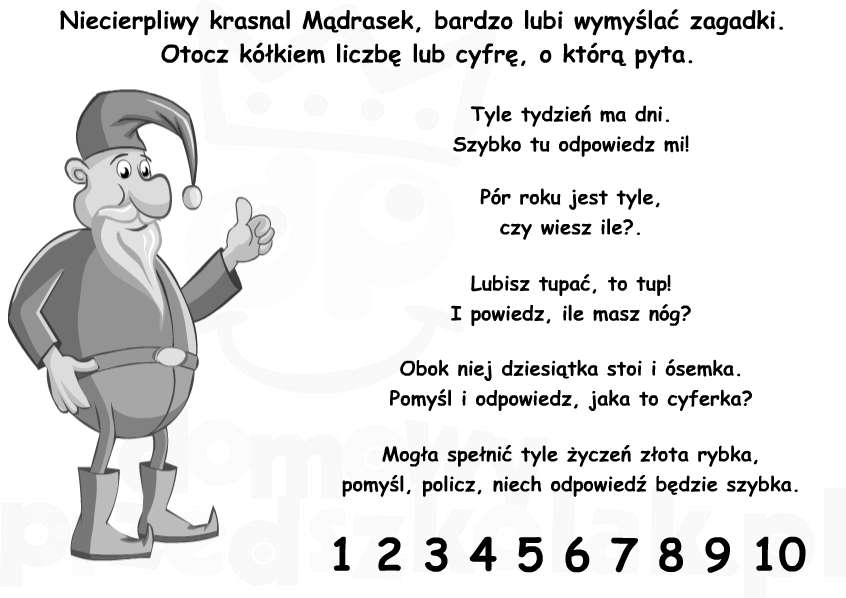 Niecierpliwy krasnal Mądrasek, bardzo lubi wymyślać zagadki.
Otocz kółkiem liczbę lub cyfrę, o którą pyta.
Tyle tydzień ma dni.
Szybko tu odpowiedz mi!
Pór roku jest tyle,
czy wiesz ile?.
Lubisz tupać, to tup!
I powiedz, ile masz nóg?
Obok niej dziesiątka stoi i ósemka.
Pomyśl i odpowiedz, jaka to cyferka?
Mogła spełnić tyle życzeń złota rybka,
pomyśl, policz, niech odpowiedź będzie szybka.
1 2 3 4 5 6 7 8 9 10
domowy
przedszkolak.pl